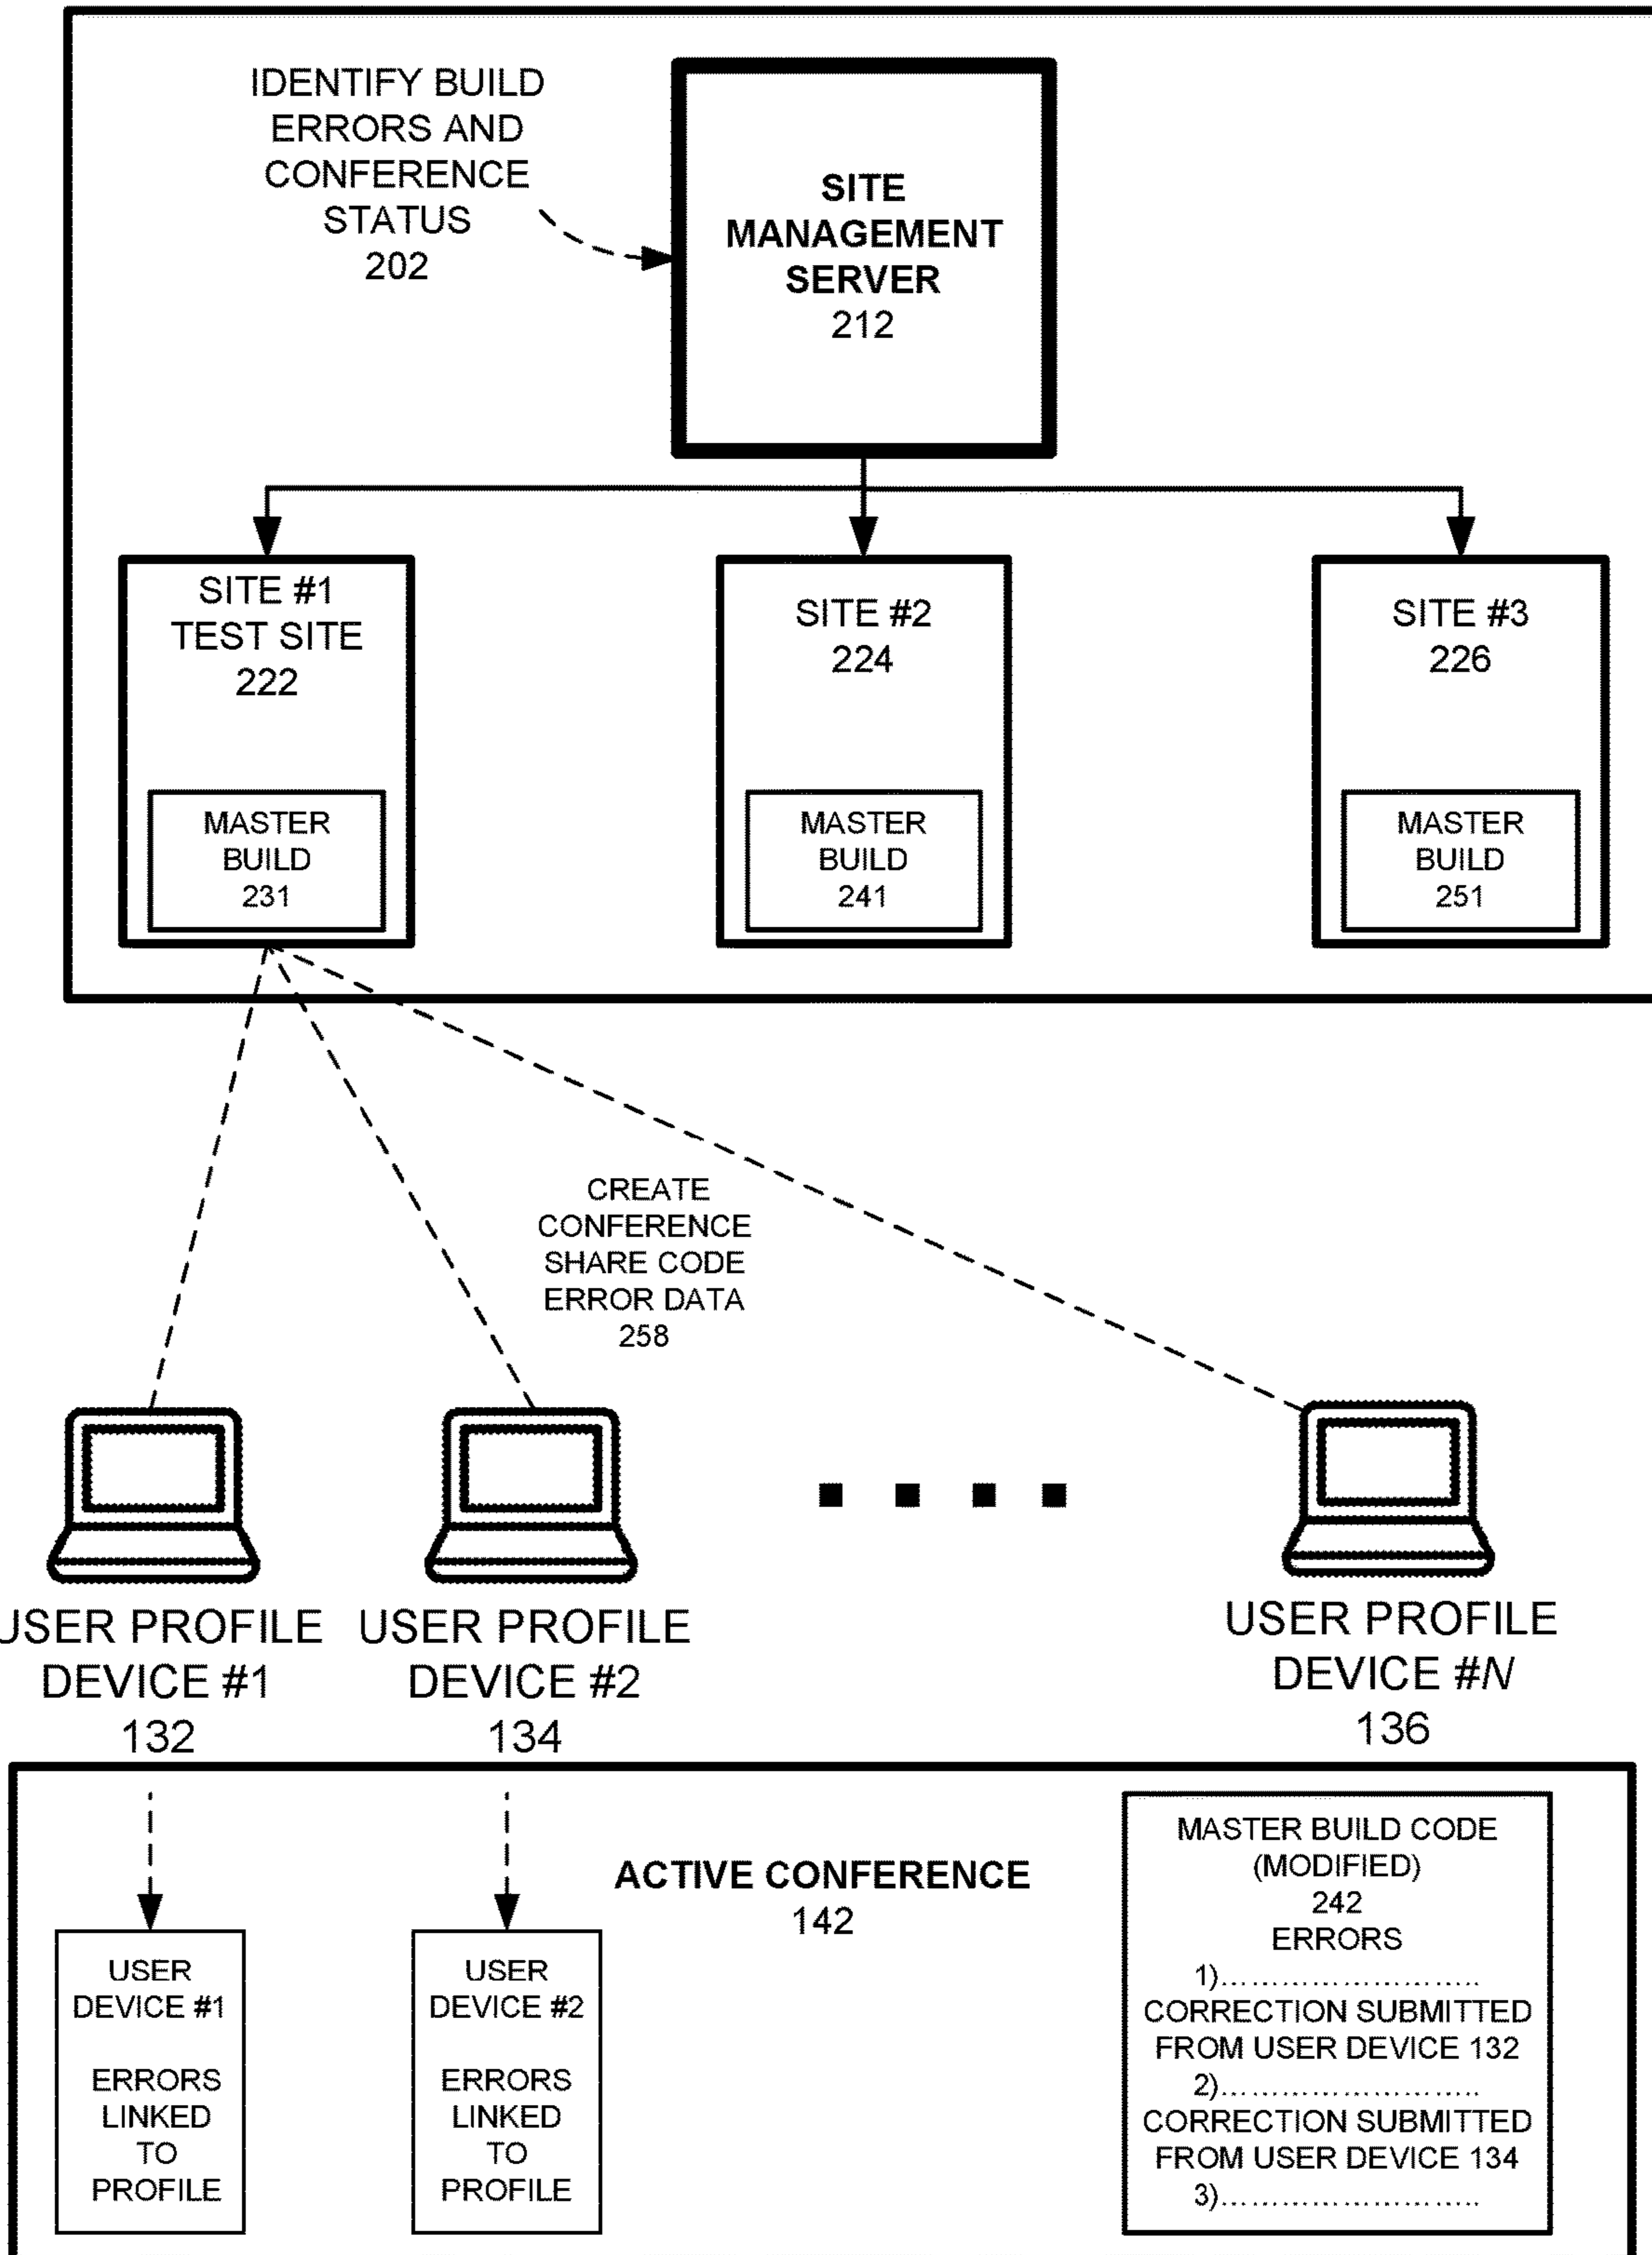 IDENTIFY BUILD
ERRORS AND
CONFERENCE
STATUS
202
SITE
MANAGEMENT
SERVER
212
SITE #1
TEST SITE
222
MASTER
BUILD
231
SITE #2
224
MASTER
BUILD
241
SITE #3
226
MASTER
BUILD
251
CREATE
CONFERENCE
SHARE CODE
ERROR DATA
258
USER PROFILE
DEVICE #1
132
USER PROFILE
DEVICE #2
134
USER PROFILE
DEVICE #N
136
ACTIVE CONFERENCE
142
USER
DEVICE #1
ERRORS
LINKED
TO
PROFILE
USER
DEVICE #2
ERRORS
LINKED
TO
PROFILE
MASTER BUILD CODE
(MODIFIED)
242
ERRORS
1)...........................
CORRECTION SUBMITTED
FROM USER DEVICE 132
2)...........................
CORRECTION SUBMITTED
FROM USER DEVICE 134
3)...........................